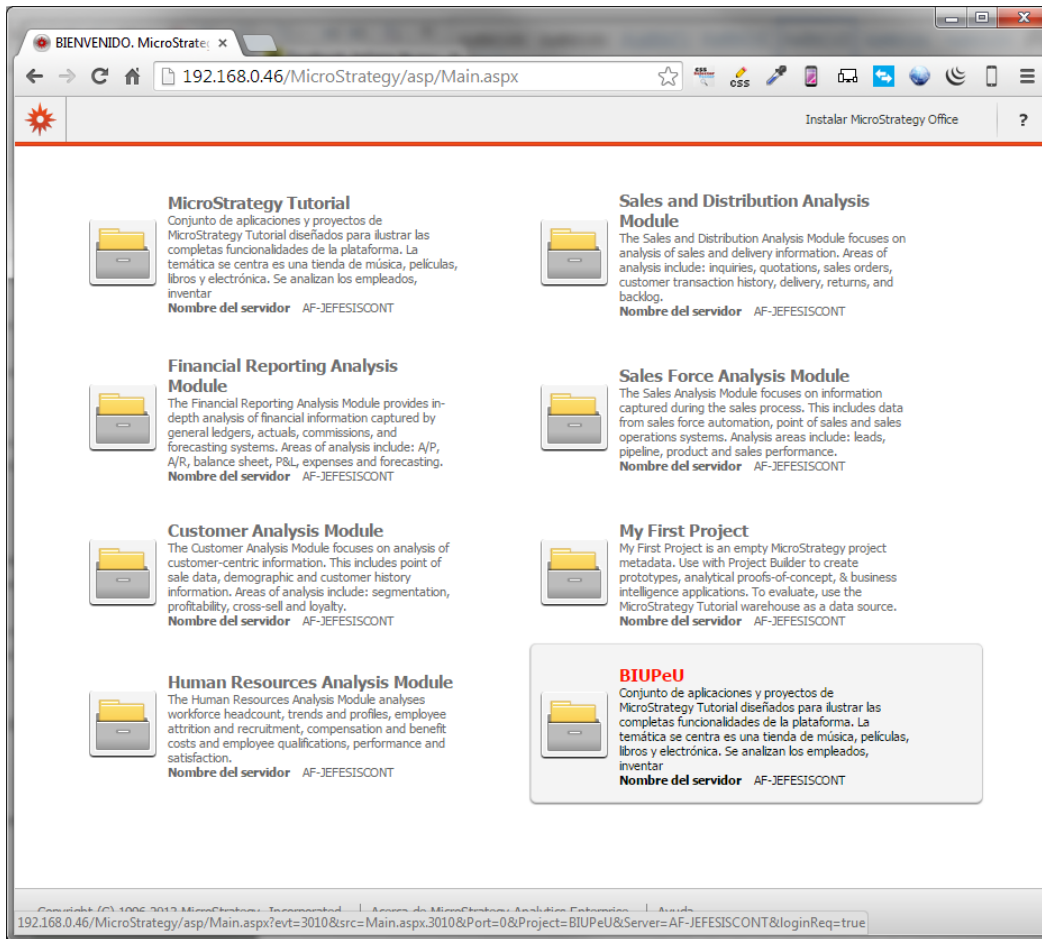 BIENVENIDO. MicroStrate
192.168.0.46/MicroStrategy/asp/Main.aspx
css
Instalar MicroStrategy Office
?
MicroStrategy Tutorial
Conjunto de aplicaciones y proyectos de
MicroStrategy Tutorial diseñados para ilustrar las
completas funcionalidades de la plataforma. La
temática se centra es una tienda de música, películas,
libros y electrónica. Se analizan los empleados,
inventar
Nombre del servidor AF-JEFESISCONT
Sales and Distribution Analysis
Module
The Sales and Distribution Analysis Module focuses on
analysis of sales and delivery information. Areas of
analysis include: inquiries, quotations, sales orders,
customer transaction history, delivery, returns, and
backlog.
Nombre del servidor AF-JEFESISCONT
Financial Reporting Analysis
Module
The Financial Reporting Analysis Module provides in-
depth analysis of financial information captured by
general ledgers, actuals, commissions, and
forecasting systems. Areas of analysis include: A/P,
A/R, balance sheet, P&L, expenses and forecasting.
Nombre del servidor AF-JEFESISCONT
Sales Force Analysis Module
The Sales Analysis Module focuses on information
captured during the sales process. This includes data
from sales force automation, point of sales and sales
operations systems. Analysis areas include: leads,
pipeline, product and sales performance.
Nombre del servidor AF-JEFESISCONT
Customer Analysis Module
The Customer Analysis Module focuses on analysis of
customer-centric information. This includes point of
sale data, demographic and customer history
information. Areas of analysis include: segmentation,
profitability, cross-sell and loyalty.
Nombre del servidor AF-JEFESISCONT
My First Project
My First Project is an empty MicroStrategy project
metadata. Use with Project Builder to create
prototypes, analytical proofs-of-concept, & business
intelligence applications. To evaluate, use the
MicroStrategy Tutorial warehouse as a data source.
Nombre del servidor AF-JEFESISCONT
Human Resources Analysis Module
The Human Resources Analysis Module analyses
workforce headcount, trends and profiles, employee
attrition and recruitment, compensation and benefit
costs and employee qualifications, performance and
satisfaction.
Nombre del servidor AF-JEFESISCONT
BIUPeU
Conjunto de aplicaciones y proyectos de
MicroStrategy Tutorial diseñados para ilustrar las
completas funcionalidades de la plataforma. La
temática se centra es una tienda de música, películas,
libros y electrónica. Se analizan los empleados,
inventar
Nombre del servidor AF-JEFESISCONT
Copyright (C) 1996-2012 MicroStrategy, Incorporated. | Acerca de MicroStrategy Analytics Enterprise | Ayuda
192.168.0.46/MicroStrategy/asp/Main.aspx?evt=3010&src=Main.aspx.3010&Port=0&Project=BIUPeU&Server=AF-JEFESISCONT&loginReq=true